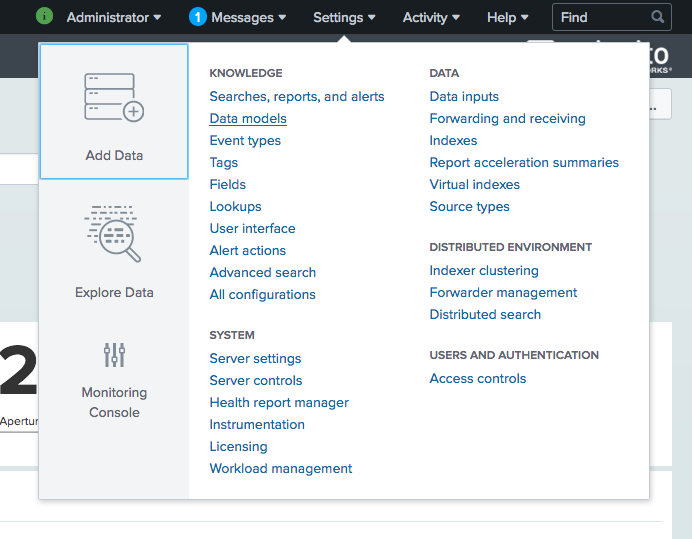 i Administrator 1 Messages Settings Activity Help Find
TO
ORKS®
...
Add Data
Explore Data
Monitoring
Console
KNOWLEDGE
Searches, reports, and alerts
Data models
Event types
Tags
Fields
Lookups
User interface
Alert actions
Advanced search
All configurations
SYSTEM
Server settings
Server controls
Health report manager
Instrumentation
Licensing
Workload management
DATA
Data inputs
Forwarding and receiving
Indexes
Report acceleration summaries
Virtual indexes
Source types
DISTRIBUTED ENVIRONMENT
Indexer clustering
Forwarder management
Distributed search
USERS AND AUTHENTICATION
Access controls
2
Apertur